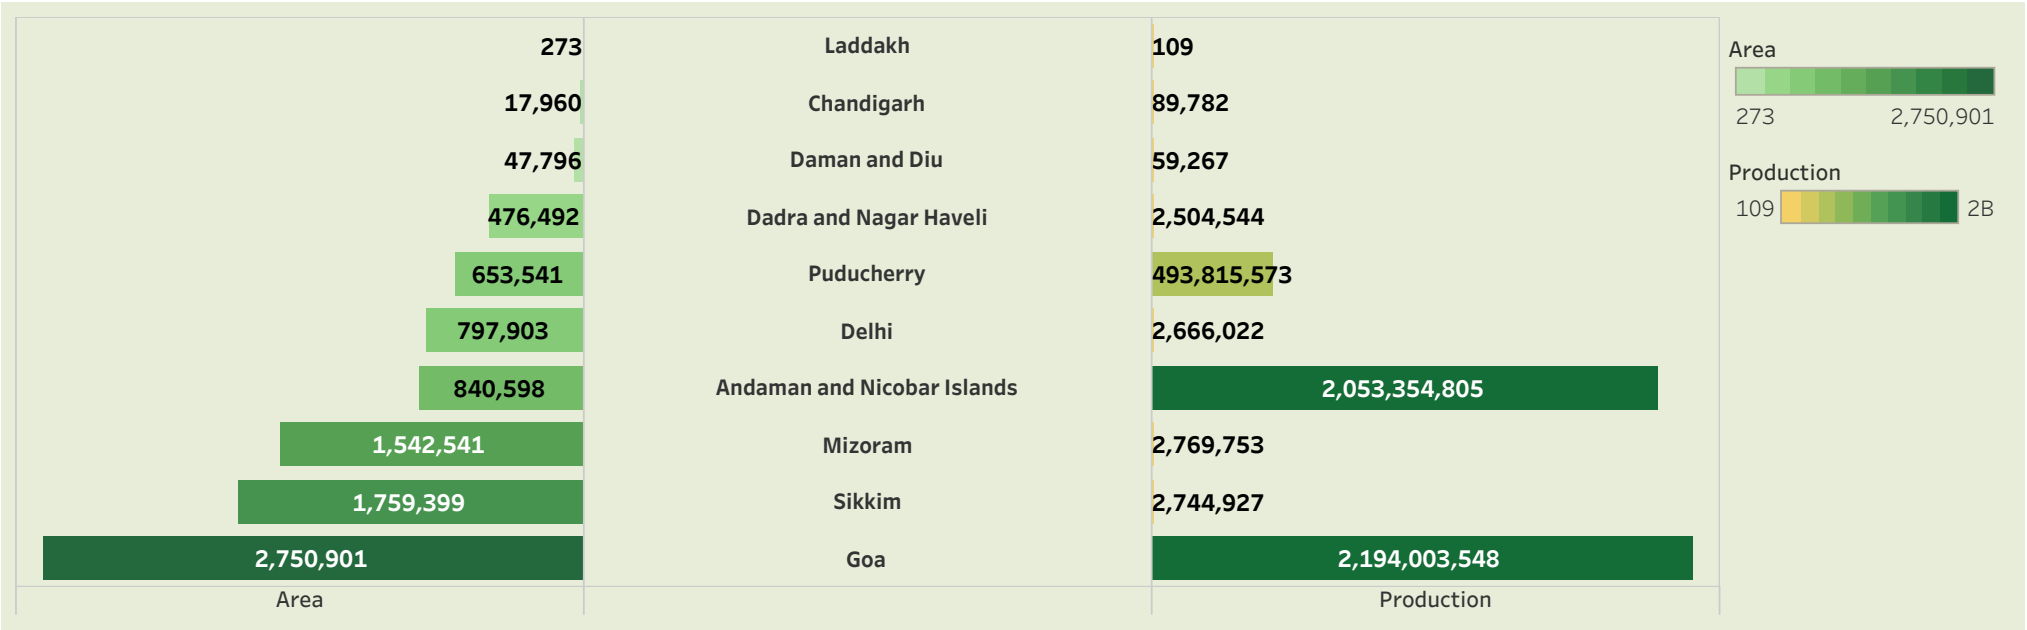 273 Laddakh 109
17,960 Chandigarh 89,782
47,796 Daman and Diu 59,267
476,492 Dadra and Nagar Haveli 2,504,544
653,541 Puducherry 493,815,573
797,903 Delhi 2,666,022
840,598 Andaman and Nicobar Islands 2,053,354,805
1,542,541 Mizoram 2,769,753
1,759,399 Sikkim 2,744,927
2,750,901 Goa 2,194,003,548
Area Production
Area
273 2,750,901
Production
109 2B